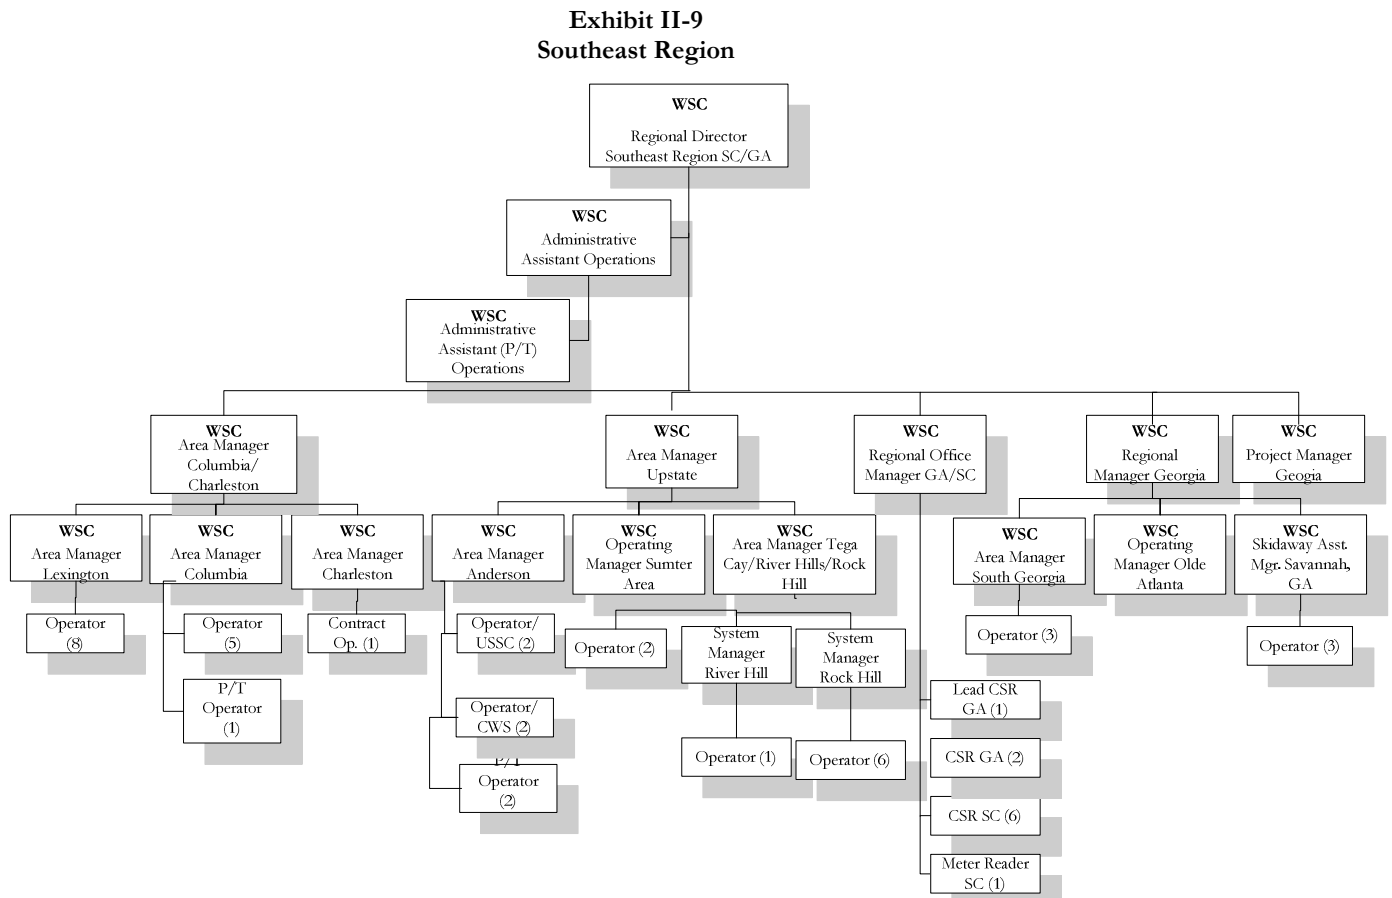 Exhibit II-9
Southeast Region
WSC
Regional Director
Southeast Region SC/GA
WSC
Administrative
Assistant Operations
WSC
Administrative
Assistant (P/T)
Operations
WSC
Area Manager
Columbia/
Charleston
WSC
Area Manager
Upstate
WSC
Regional Office
Manager GA/SC
WSC
Regional
Manager Georgia
WSC
Project Manager
Geogia
WSC
Area Manager
Lexington
WSC
Area Manager
Columbia
WSC
Area Manager
Charleston
WSC
Area Manager
Anderson
WSC
Operating
Manager Sumter
Area
WSC
Area Manager Tega
Cay/River Hills/Rock
Hill
WSC
Area Manager
South Georgia
WSC
Operating
Manager Olde
Atlanta
WSC
Skidaway Asst.
Mgr. Savannah,
GA
Operator
(8)
Operator
(5)
P/T
Operator
(1)
Contract
Op. (1)
Operator/
USSC (2)
Operator/
CWS (2)
P/T
Operator
(2)
Operator (2)
System
Manager
River Hill
Operator (1)
System
Manager
Rock Hill
Operator (6)
Lead CSR
GA (1)
CSR GA (2)
CSR SC (6)
Meter Reader
SC (1)
Operator (3)
Operator (3)